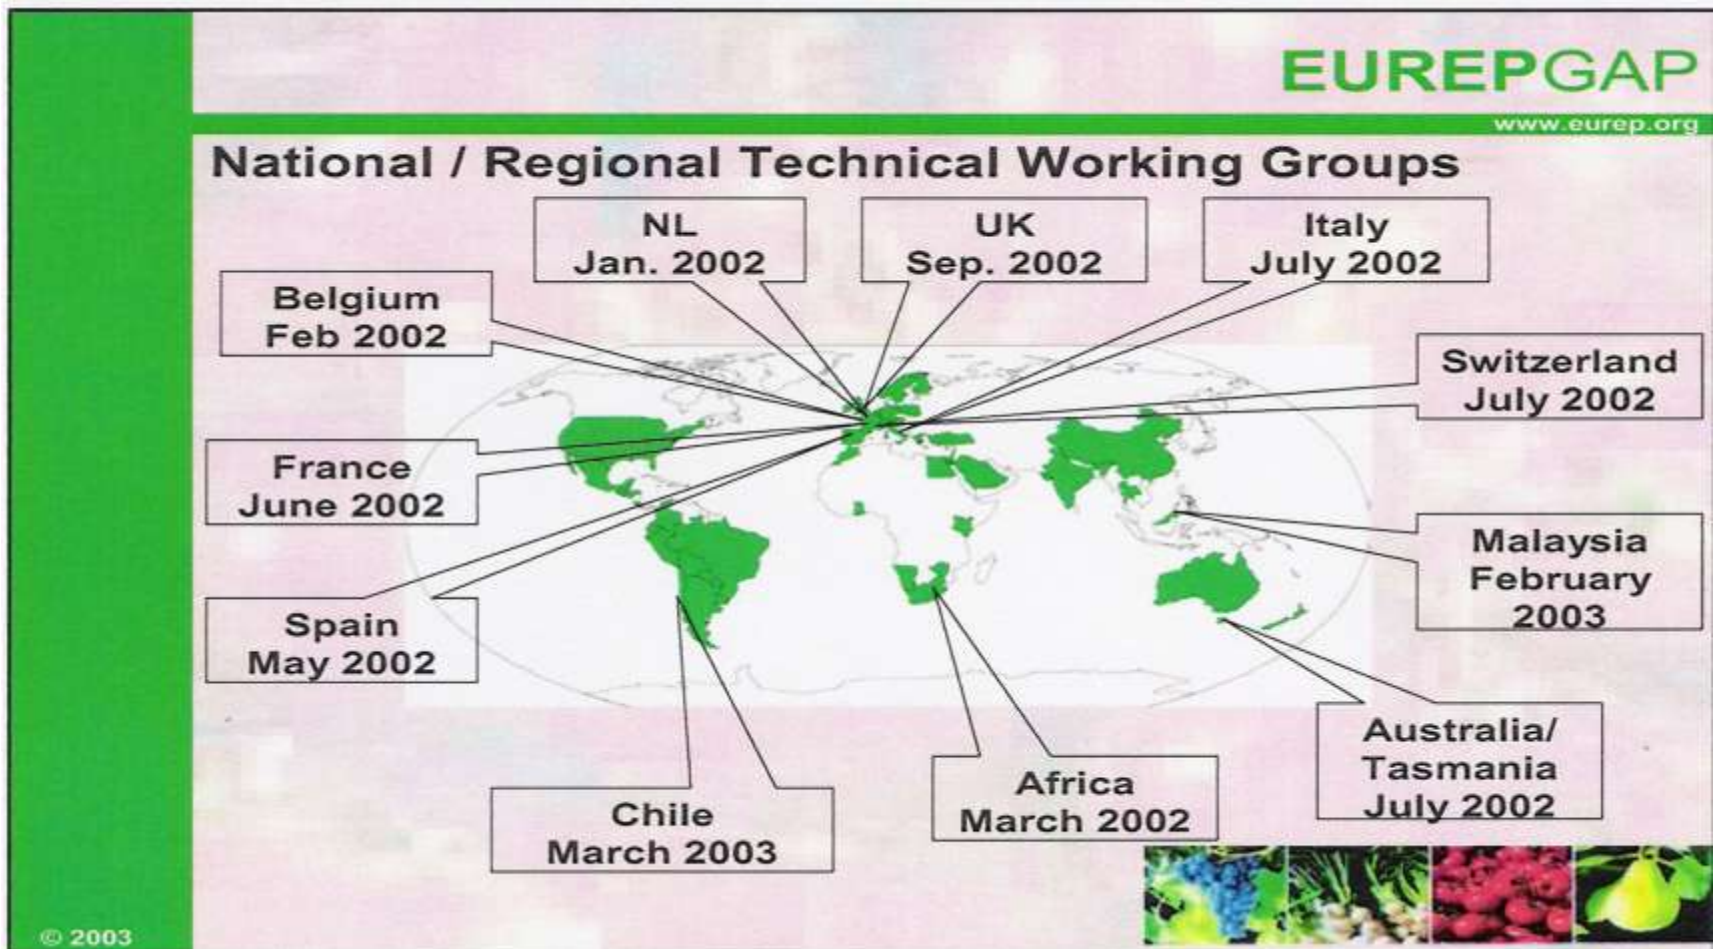 EUREPGAP
www.eurep.org
National / Regional Technical Working Groups
NL
Jan. 2002
UK
Sep. 2002
Italy
July 2002
Belgium
Feb 2002
Switzerland
July 2002
France
June 2002
Malaysia
February
2003
Spain
May 2002
Australia/
Tasmania
July 2002
Africa
March 2002
Chile
March 2003
© 2003